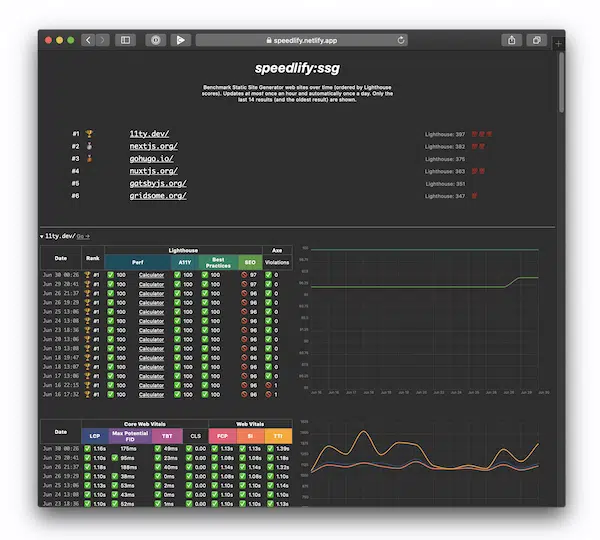 speedlify.netlify.app
speedlify:ssg
Benchmark Static Site Generator web sites over time (ordered by Lighthouse
scores). Updates at most once an hour and automatically once a day. Only the
last 14 results (and the oldest result) are shown.
#1 11ty.dev/ Lighthouse: 397
#2 nextjs.org/ Lighthouse: 382
#3 gohugo.io/ Lighthouse: 375
#4 nuxtjs.org/ Lighthouse: 363
#5 gatsbyjs.org/ Lighthouse: 351
#6 gridsome.org/ Lighthouse: 347
11ty.dev/ Go →
Date Rank Lighthouse Axe
Perf A11Y Best Practices SEO Violations
Jun 30 00:26 #1 100 Calculator 100 100 97 0
Jun 29 20:41 #1 100 Calculator 100 100 97 0
Jun 26 21:37 #1 100 Calculator 100 100 96 0
Jun 26 19:29 #1 100 Calculator 100 100 96 0
Jun 25 13:06 #1 100 Calculator 100 100 96 0
Jun 24 13:08 #1 100 Calculator 100 100 96 0
Jun 23 18:36 #1 100 Calculator 100 100 96 0
Jun 20 13:06 #1 100 Calculator 100 100 96 0
Jun 19 13:08 #1 100 Calculator 100 100 96 0
Jun 18 19:47 #1 100 Calculator 100 100 96 0
Jun 18 13:07 #1 100 Calculator 100 100 96 0
Jun 17 13:06 #1 100 Calculator 100 100 96 0
Jun 16 22:15 #1 100 Calculator 100 100 96 1
Jun 16 17:32 #1 100 Calculator 100 100 96 1
Date Core Web Vitals Web Vitals
LCP Max Potential FID TBT CLS FCP SI TTI
Jun 30 00:26 1.16s 175ms 49ms 0.00 1.13s 1.13s 1.39s
Jun 29 20:41 1.10s 95ms 23ms 0.00 1.08s 1.08s 1.18s
Jun 26 21:37 1.18s 168ms 40ms 0.00 1.14s 1.14s 1.22s
Jun 26 19:29 1.10s 38ms 0ms 0.00 1.08s 1.08s 1.10s
Jun 25 13:06 1.13s 53ms 2ms 0.00 1.10s 1.10s 1.14s
Jun 24 13:08 1.10s 43ms 0ms 0.00 1.10s 1.10s 1.13s
Jun 23 18:36 1.10s 52ms 1ms 0.00 1.10s 1.10s